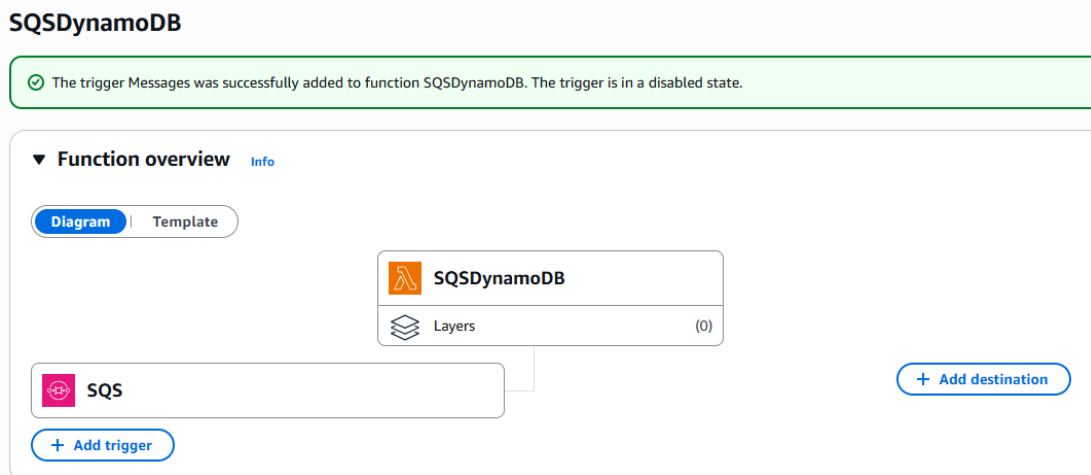 SQSDynamoDB
The trigger Messages was successfully added to function SQSDynamoDB. The trigger is in a disabled state.
Function overview Info
Diagram | Template
SQSDynamoDB
Layers (0)
SQS
+ Add destination
+ Add trigger